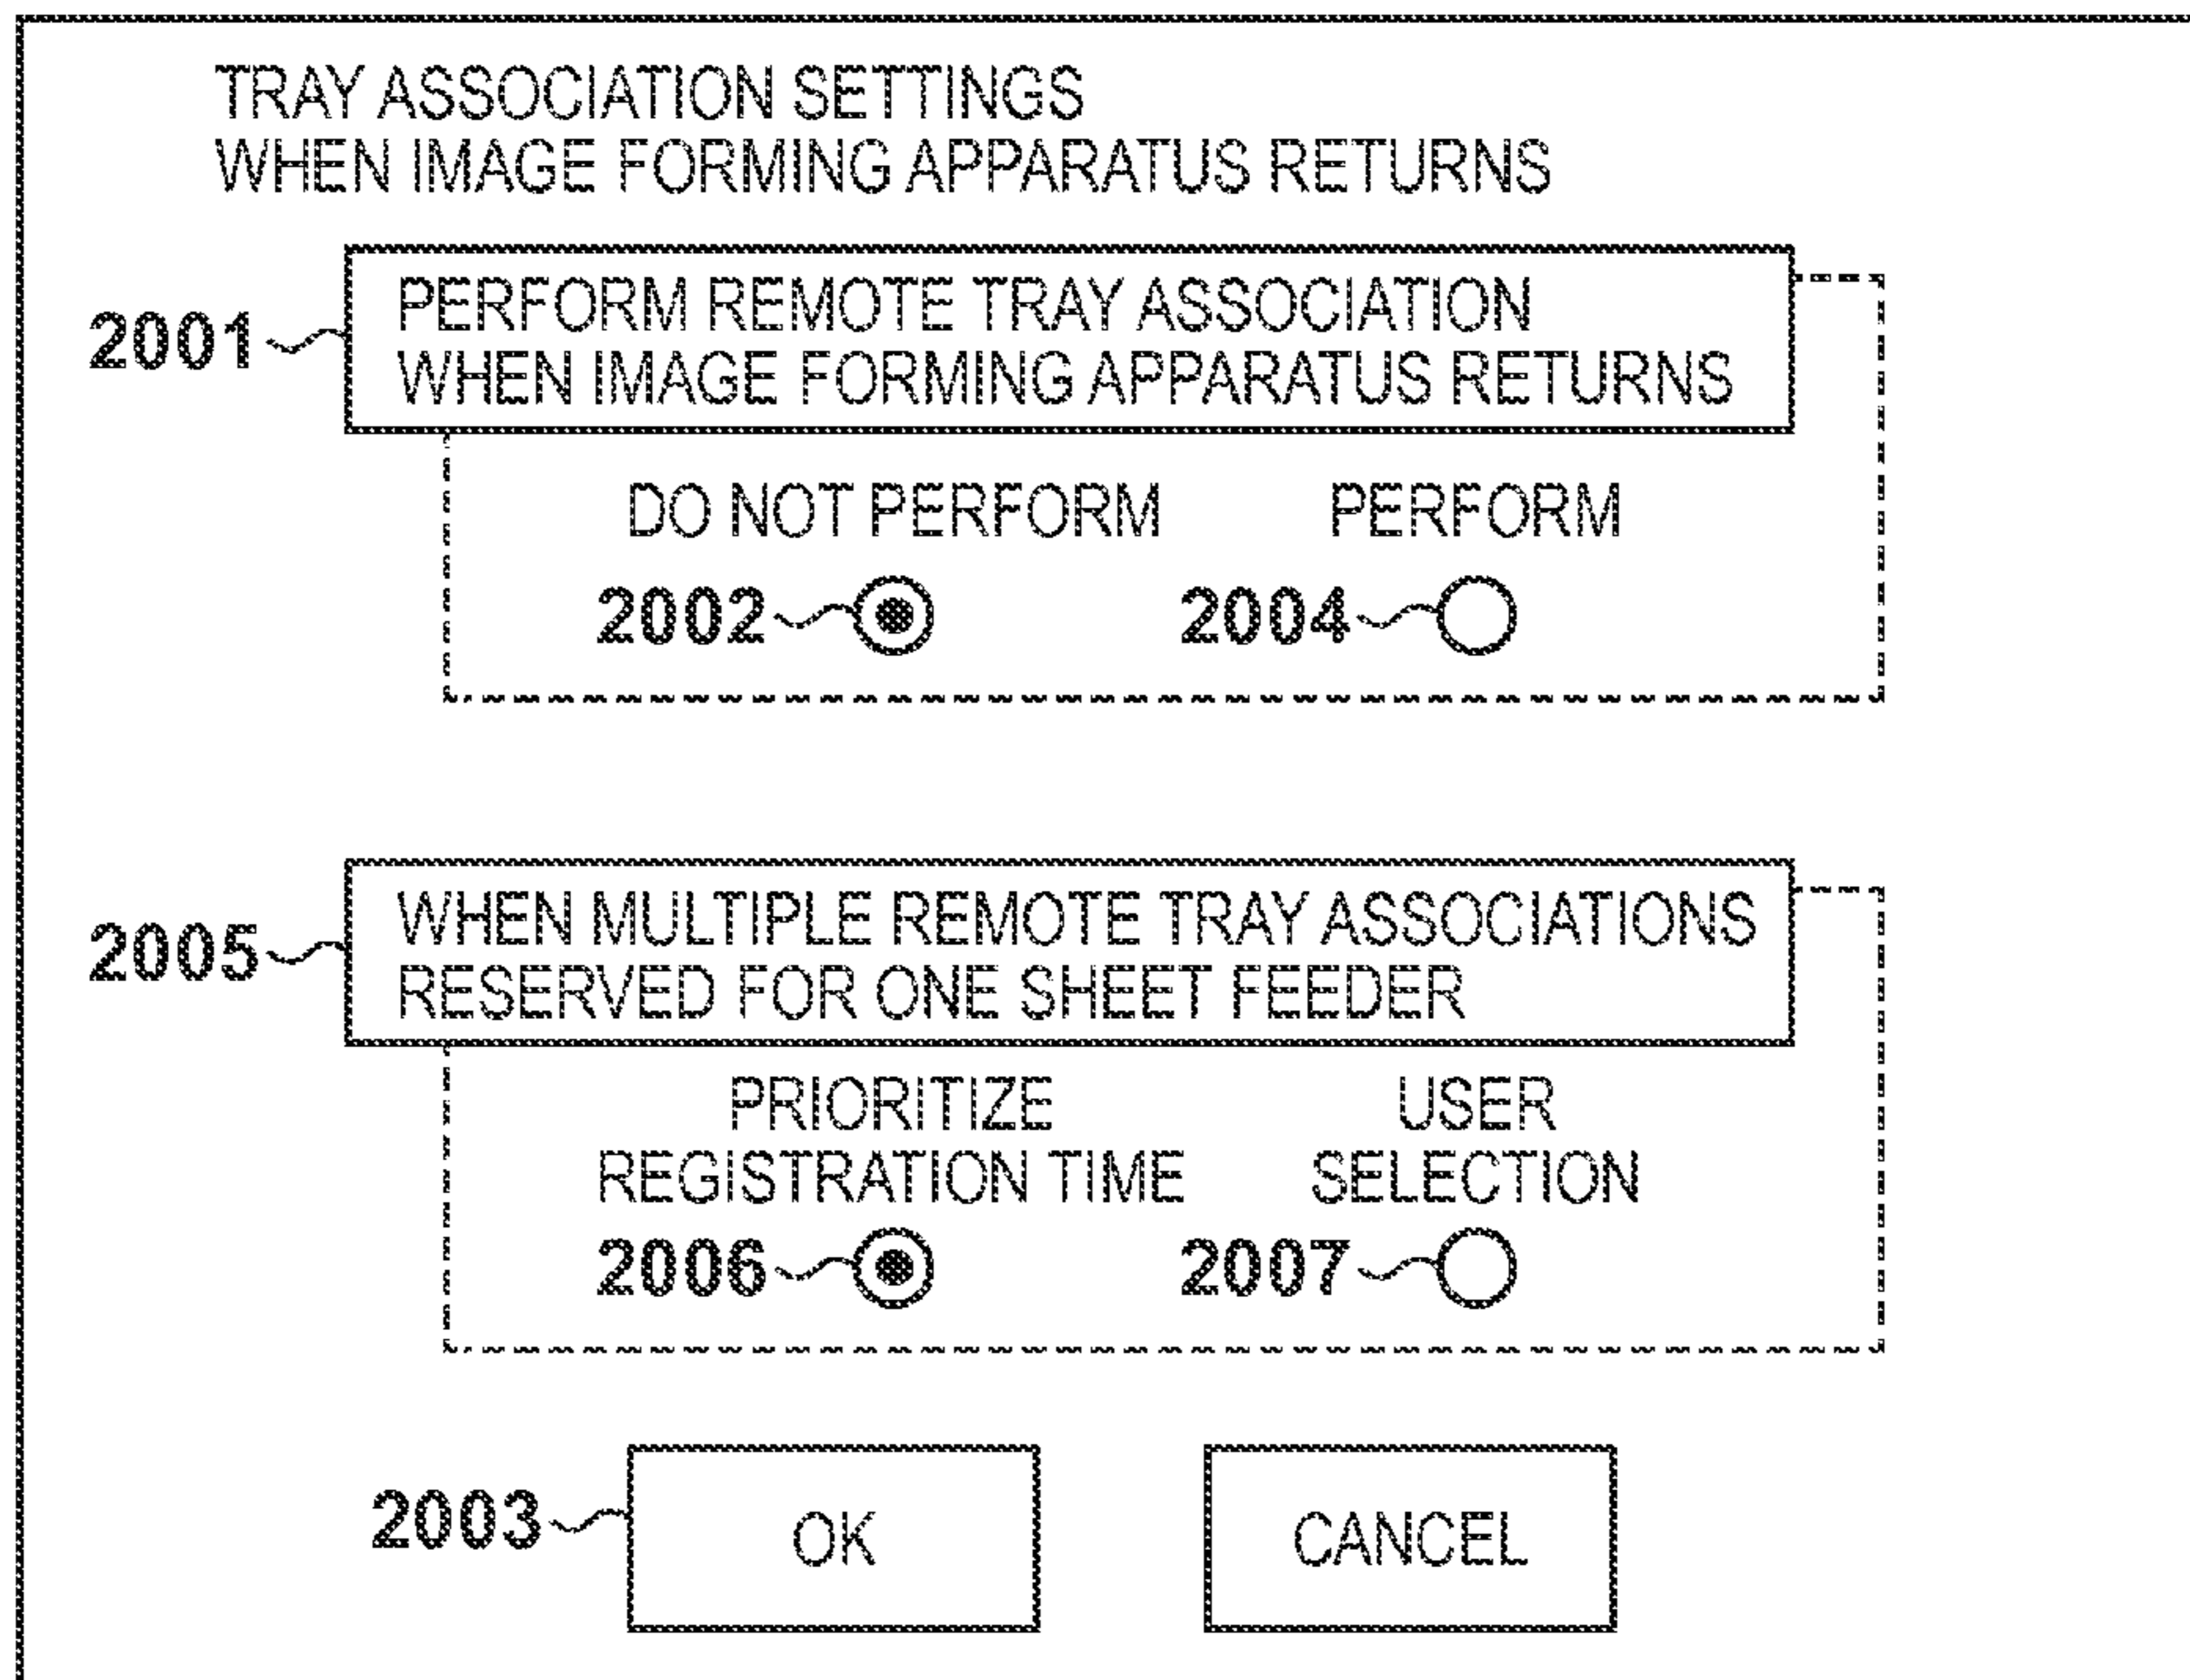 TRAY ASSOCIATION SETTINGS
WHEN IMAGE FORMING APPARATUS RETURNS
2001
PERFORM REMOTE TRAY ASSOCIATION
WHEN IMAGE FORMING APPARATUS RETURNS
DO NOT PERFORM PERFORM
2002 2004
2005
WHEN MULTIPLE REMOTE TRAY ASSOCIATIONS
RESERVED FOR ONE SHEET FEEDER
PRIORITIZE USER
REGISTRATION TIME SELECTION
2006 2007
2003 OK CANCEL